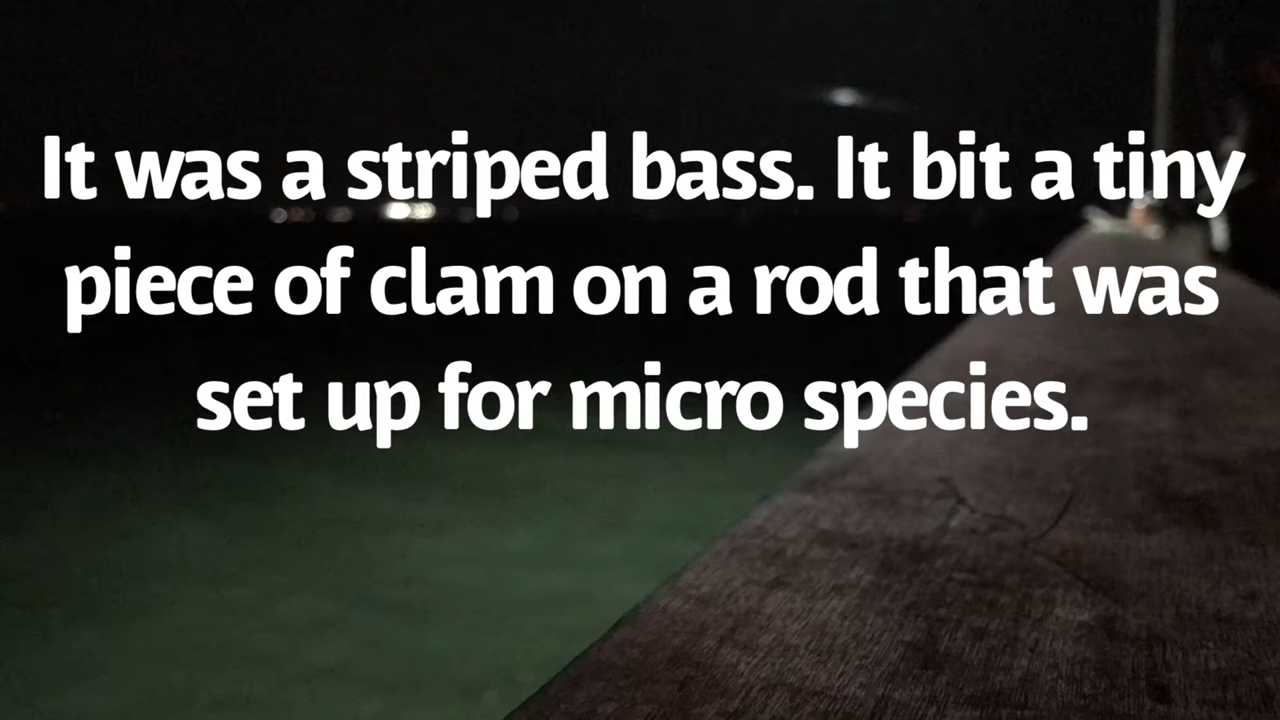 It was a striped bass. It bit a tiny
piece of clam on a rod that was
set up for micro species.